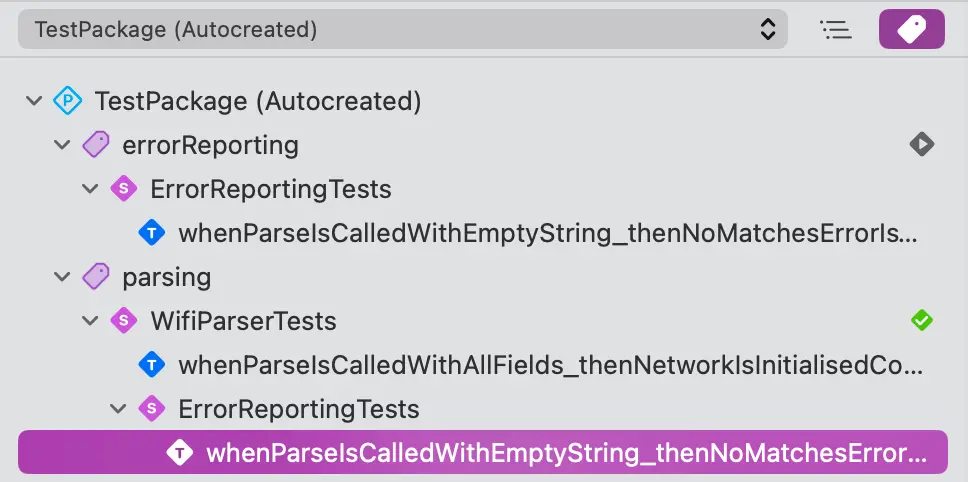 TestPackage (Autocreated)
P TestPackage (Autocreated)
errorReporting
S ErrorReportingTests
T whenParseIsCalledWithEmptyString_thenNoMatchesErrorIs...
parsing
S WifiParserTests
T whenParseIsCalledWithAllFields_thenNetworkIsInitialisedCo...
S ErrorReportingTests
T whenParseIsCalledWithEmptyString_thenNoMatchesError...